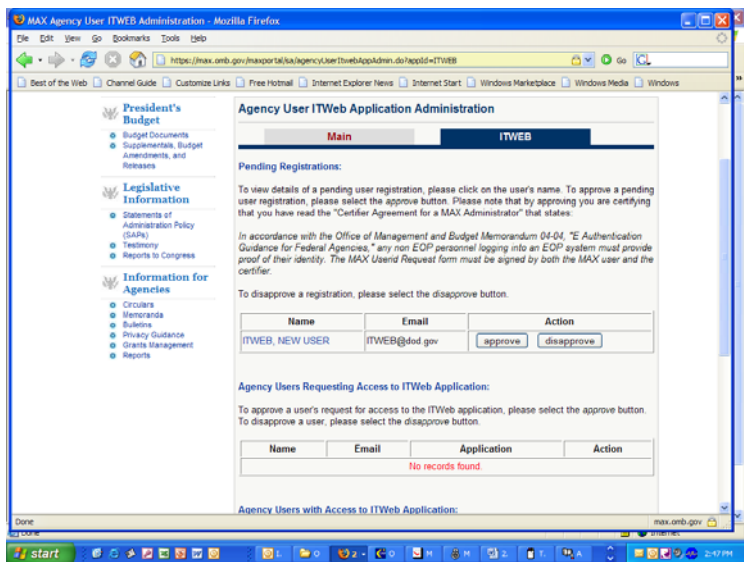 MAX Agency User ITWEB Administration - Mozilla Firefox
File Edit View Go Bookmarks Tools Help
https://max.omb.gov/maxportal/sa/agencyUserItwebAppAdmin.do?appId=ITWEB
Go
Best of the Web Channel Guide Customize Links Free Hotmail Internet Explorer News Internet Start Windows Marketplace Windows Media Windows
President's
Budget
Budget Documents
Supplementals, Budget
Amendments, and
Releases
Legislative
Information
Statements of
Administration Policy
(SAPs)
Testimony
Reports to Congress
Information for
Agencies
Circulars
Memoranda
Bulletins
Privacy Guidance
Grants Management
Reports
Agency User ITWeb Application Administration
Main ITWEB
Pending Registrations:
To view details of a pending user registration, please click on the user's name. To approve a pending
user registration, please select the approve button. Please note that by approving you are certifying
that you have read the "Certifier Agreement for a MAX Administrator" that states:
In accordance with the Office of Management and Budget Memorandum 04-04, "E Authentication
Guidance for Federal Agencies," any non EOP personnel logging into an EOP system must provide
proof of their identity. The MAX Userid Request form must be signed by both the MAX user and the
certifier.
To disapprove a registration, please select the disapprove button.
Name Email Action
ITWEB, NEW USER ITWEB@dod.gov approve disapprove
Agency Users Requesting Access to ITWeb Application:
To approve a user's request for access to the ITWeb application, please select the approve button.
To disapprove a user, please select the disapprove button.
Name Email Application Action
No records found.
Agency Users with Access to ITWeb Application:
Done max.omb.gov
start 2:47 PM